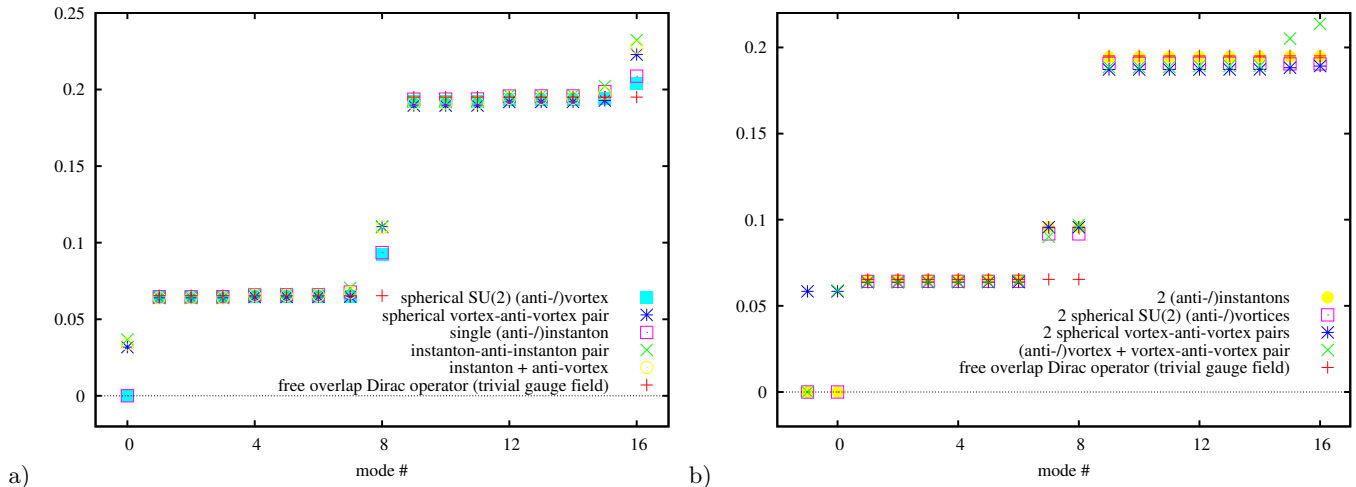 0.25
0.2
0.15
0.1
0.05
0
spherical SU(2) (anti-/)vortex
spherical vortex-anti-vortex pair
single (anti-/)instanton
instanton-anti-instanton pair
instanton + anti-vortex
free overlap Dirac operator (trivial gauge field)
0 4 8 12 16
mode #
a)
0.2
0.15
0.1
0.05
0
2 (anti-/)instantons
2 spherical SU(2) (anti-/)vortices
2 spherical vortex-anti-vortex pairs
(anti-/)vortex + vortex-anti-vortex pair
free overlap Dirac operator (trivial gauge field)
0 4 8 12 16
mode #
b)